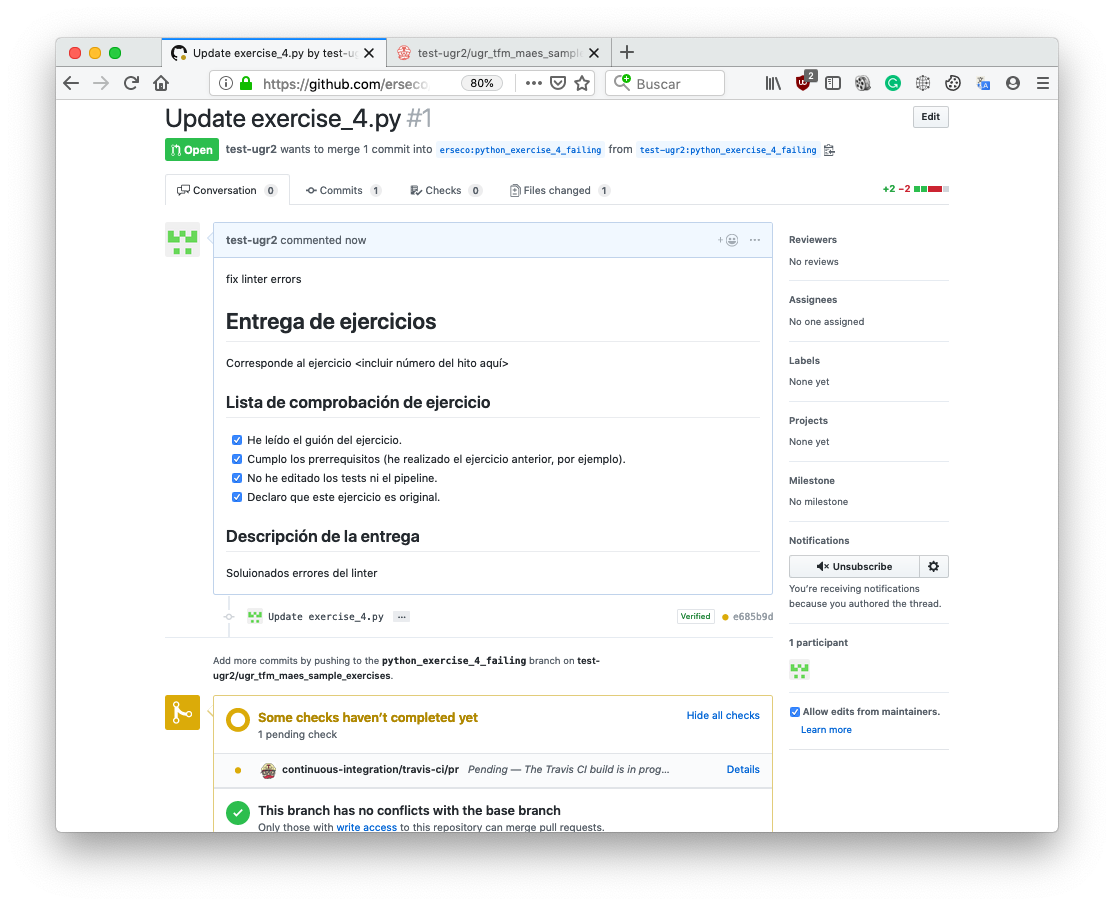 Update exercise_4.py by test-ug
test-ugr2/ugr_tfm_maes_sample
https://github.com/erseco
80%
Buscar
2
Update exercise_4.py #1
Edit
Open
test-ugr2 wants to merge 1 commit into erseco:python_exercise_4_failing from test-ugr2:python_exercise_4_failing
Conversation 0
Commits 1
Checks 0
Files changed 1
+2 −2
test-ugr2 commented now
fix linter errors
Entrega de ejercicios
Corresponde al ejercicio <incluir número del hito aquí>
Lista de comprobación de ejercicio
He leído el guión del ejercicio.
Cumplo los prerrequisitos (he realizado el ejercicio anterior, por ejemplo).
No he editado los tests ni el pipeline.
Declaro que este ejercicio es original.
Descripción de la entrega
Soluionados errores del linter
Update exercise_4.py
Verified
e685b9d
Add more commits by pushing to the python_exercise_4_failing branch on test-
ugr2/ugr_tfm_maes_sample_exercises.
Some checks haven’t completed yet
Hide all checks
1 pending check
continuous-integration/travis-ci/pr Pending — The Travis CI build is in prog...
Details
This branch has no conflicts with the base branch
Only those with write access to this repository can merge pull requests.
Reviewers
No reviews
Assignees
No one assigned
Labels
None yet
Projects
None yet
Milestone
No milestone
Notifications
Unsubscribe
You’re receiving notifications
because you authored the thread.
1 participant
Allow edits from maintainers.
Learn more